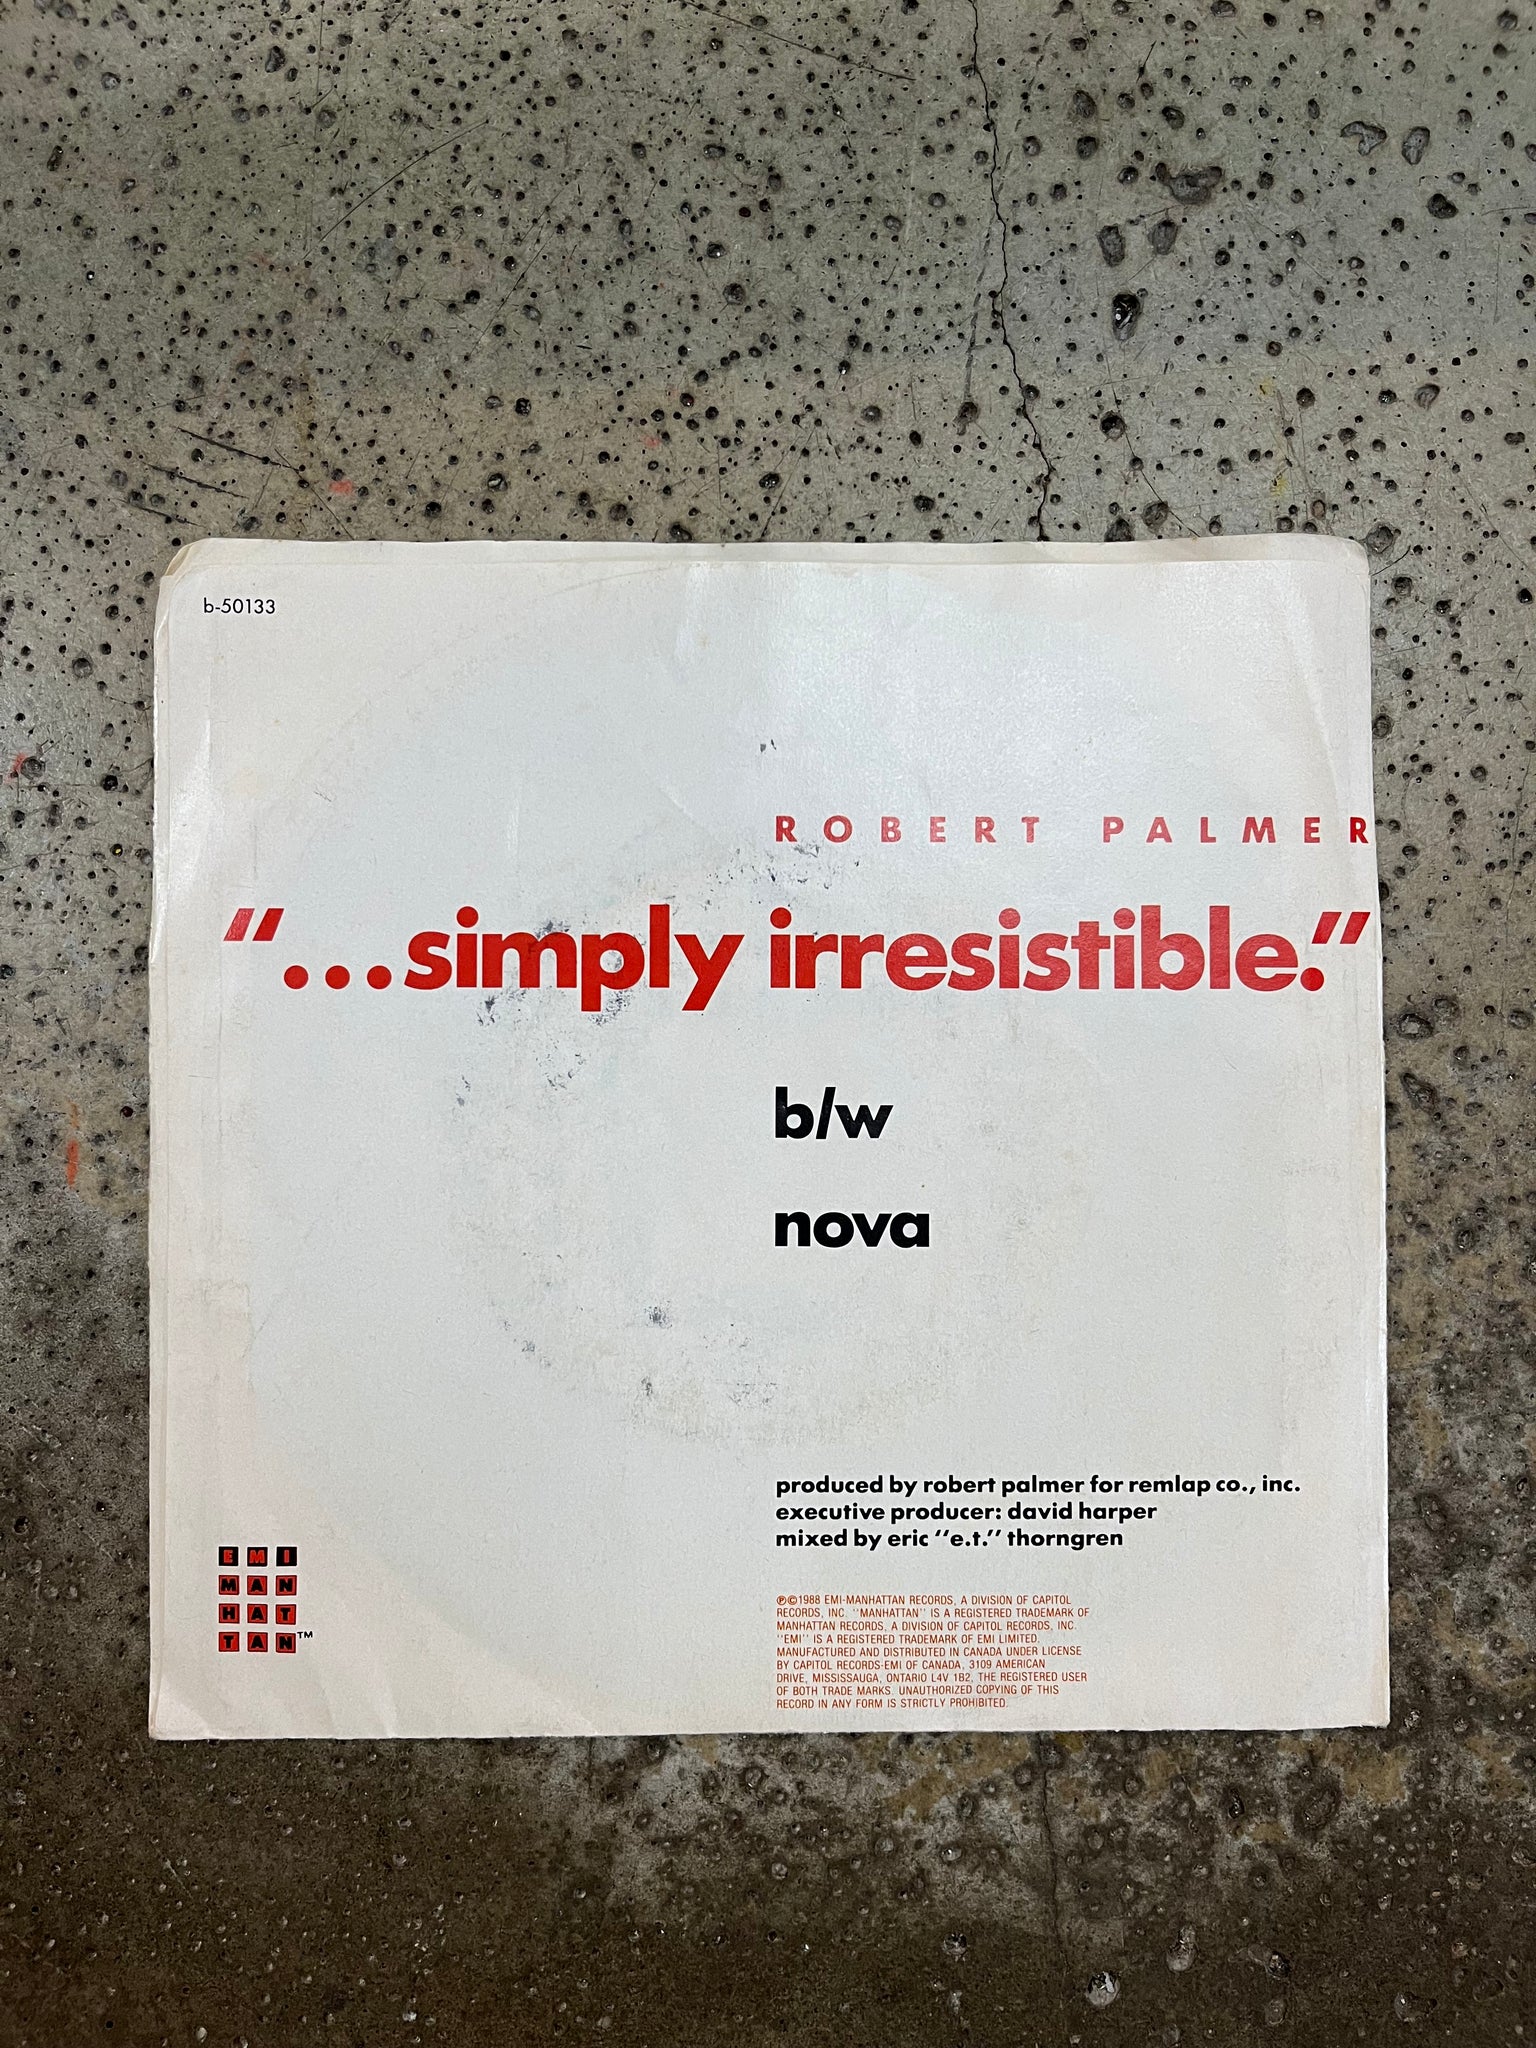 b-50133
ROBERT PALMER
“...simply irresistible.”
b/w
nova
produced by robert palmer for remlap co., inc.
executive producer: david harper
mixed by eric “e.t.” thorngren
EMI
MAN
HAT
TAN™
℗©1988 EMI-MANHATTAN RECORDS, A DIVISION OF CAPITOL
RECORDS, INC. “MANHATTAN” IS A REGISTERED TRADEMARK OF
MANHATTAN RECORDS, A DIVISION OF CAPITOL RECORDS, INC.
“EMI” IS A REGISTERED TRADEMARK OF EMI LIMITED.
MANUFACTURED AND DISTRIBUTED IN CANADA UNDER LICENSE
BY CAPITOL RECORDS-EMI OF CANADA, 3109 AMERICAN
DRIVE, MISSISSAUGA, ONTARIO L4V 1B2, THE REGISTERED USER
OF BOTH TRADE MARKS. UNAUTHORIZED COPYING OF THIS
RECORD IN ANY FORM IS STRICTLY PROHIBITED.